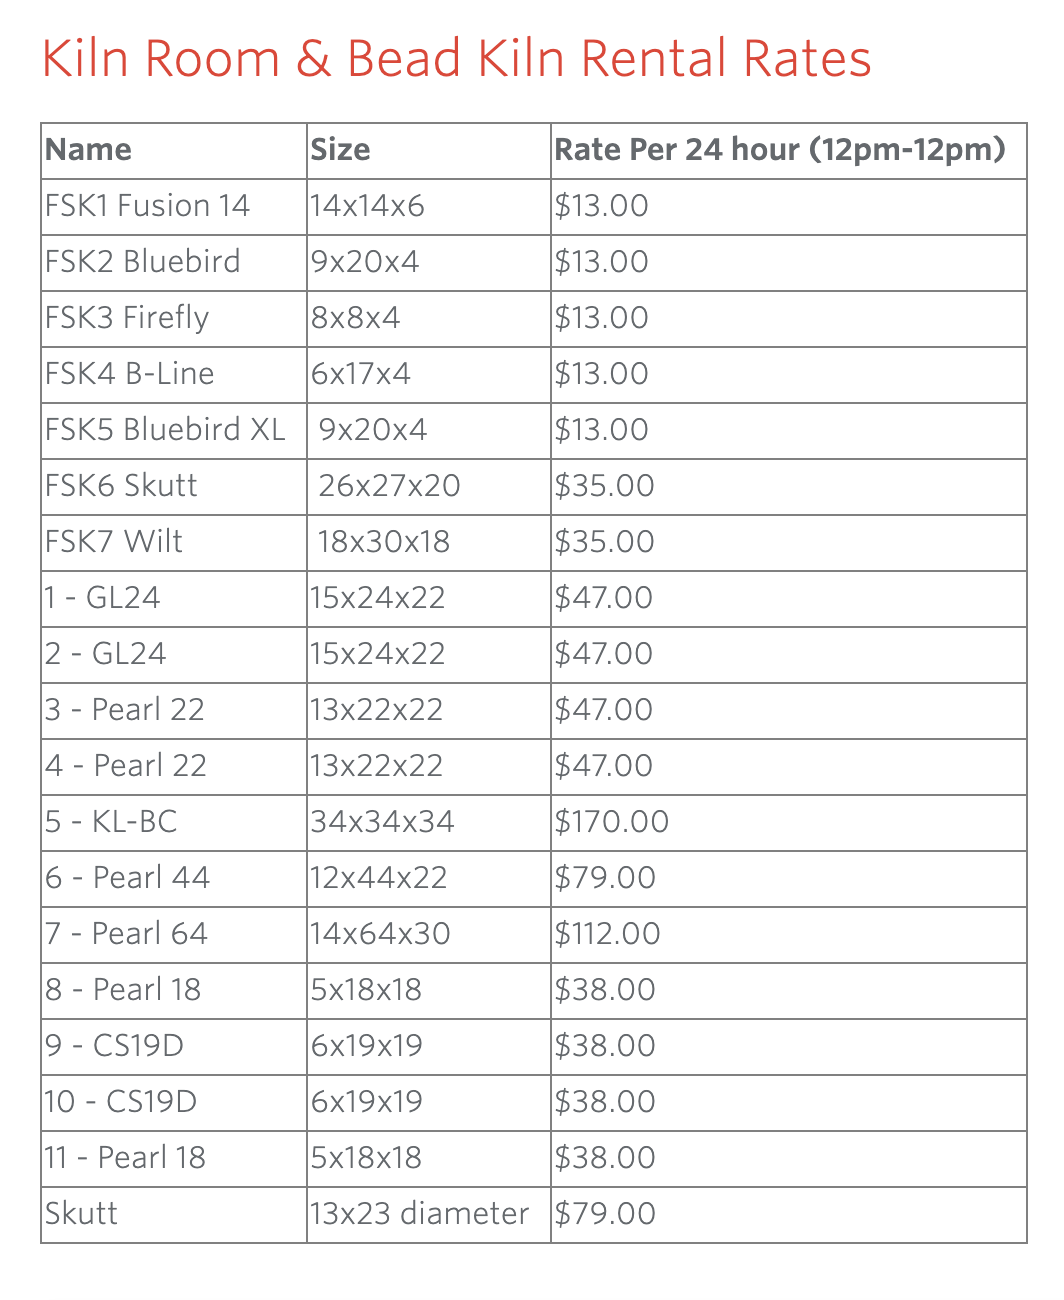 Kiln Room & Bead Kiln Rental Rates
Name Size Rate Per 24 hour (12pm-12pm)
FSK1 Fusion 14 14x14x6 $13.00
FSK2 Bluebird 9x20x4 $13.00
FSK3 Firefly 8x8x4 $13.00
FSK4 B-Line 6x17x4 $13.00
FSK5 Bluebird XL 9x20x4 $13.00
FSK6 Skutt 26x27x20 $35.00
FSK7 Wilt 18x30x18 $35.00
1 - GL24 15x24x22 $47.00
2 - GL24 15x24x22 $47.00
3 - Pearl 22 13x22x22 $47.00
4 - Pearl 22 13x22x22 $47.00
5 - KL-BC 34x34x34 $170.00
6 - Pearl 44 12x44x22 $79.00
7 - Pearl 64 14x64x30 $112.00
8 - Pearl 18 5x18x18 $38.00
9 - CS19D 6x19x19 $38.00
10 - CS19D 6x19x19 $38.00
11 - Pearl 18 5x18x18 $38.00
Skutt 13x23 diameter $79.00